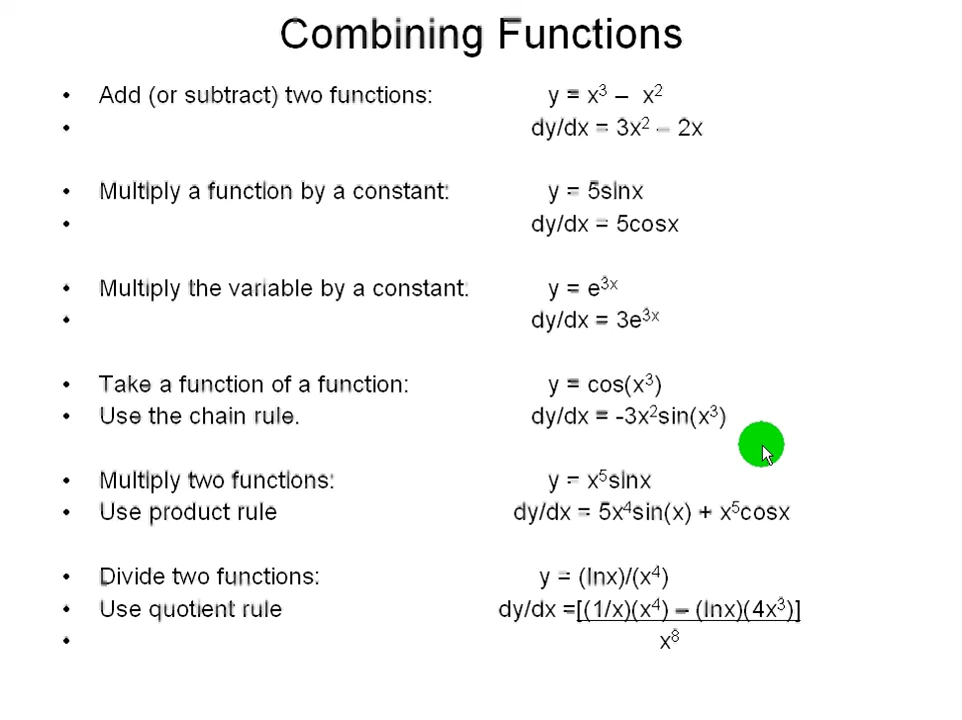 Combining Functions
• Add (or subtract) two functions: y = x³ – x²
• dy/dx = 3x² – 2x
• Multiply a function by a constant: y = 5sinx
• dy/dx = 5cosx
• Multiply the variable by a constant: y = e³ˣ
• dy/dx = 3e³ˣ
• Take a function of a function: y = cos(x³)
• Use the chain rule. dy/dx = -3x²sin(x³)
• Multiply two functions: y = x⁵sinx
• Use product rule dy/dx = 5x⁴sin(x) + x⁵cosx
• Divide two functions: y = (lnx)/(x⁴)
• Use quotient rule dy/dx =[(1/x)(x⁴) – (lnx)(4x³)]
• x⁸